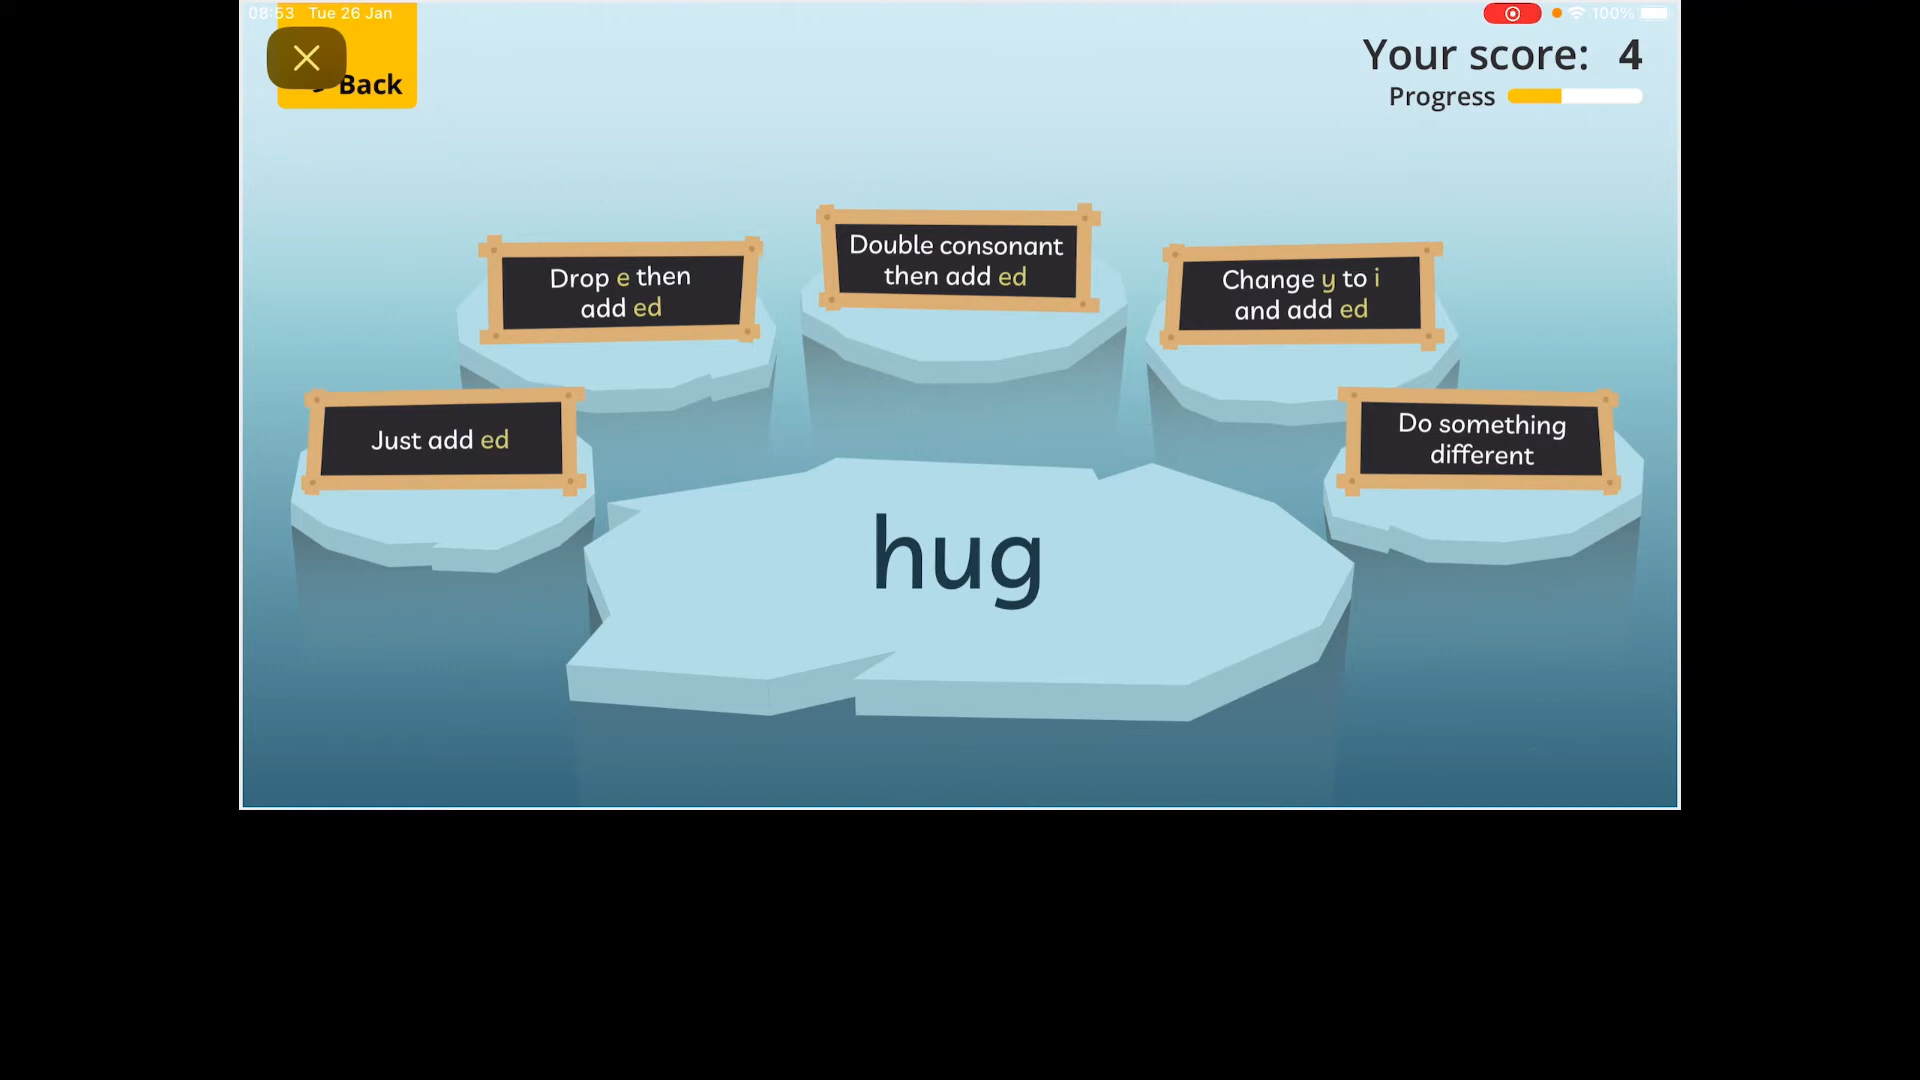 08:53 Tue 26 Jan
100%
Back
Your score: 4
Progress
Double consonant
then add ed
Drop e then
add ed
Change y to i
and add ed
Just add ed
Do something
different
hug